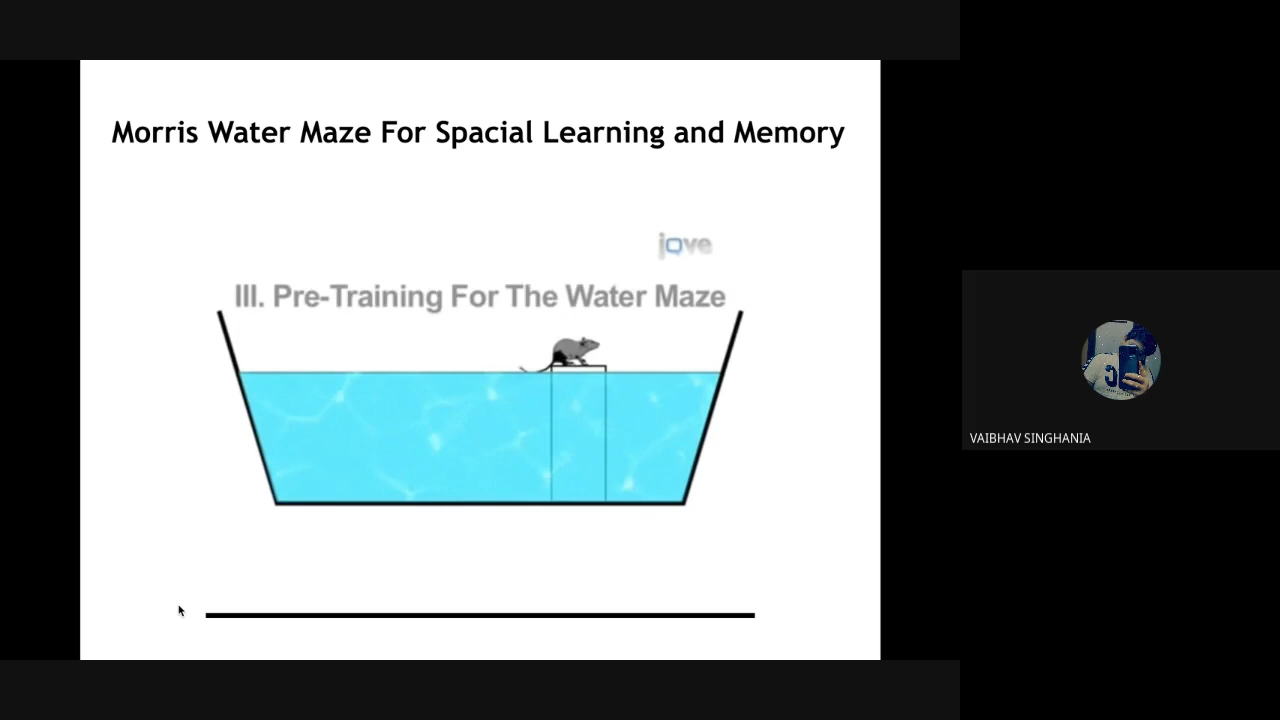 Morris Water Maze For Spacial Learning and Memory
jove
III. Pre-Training For The Water Maze
VAIBHAV SINGHANIA